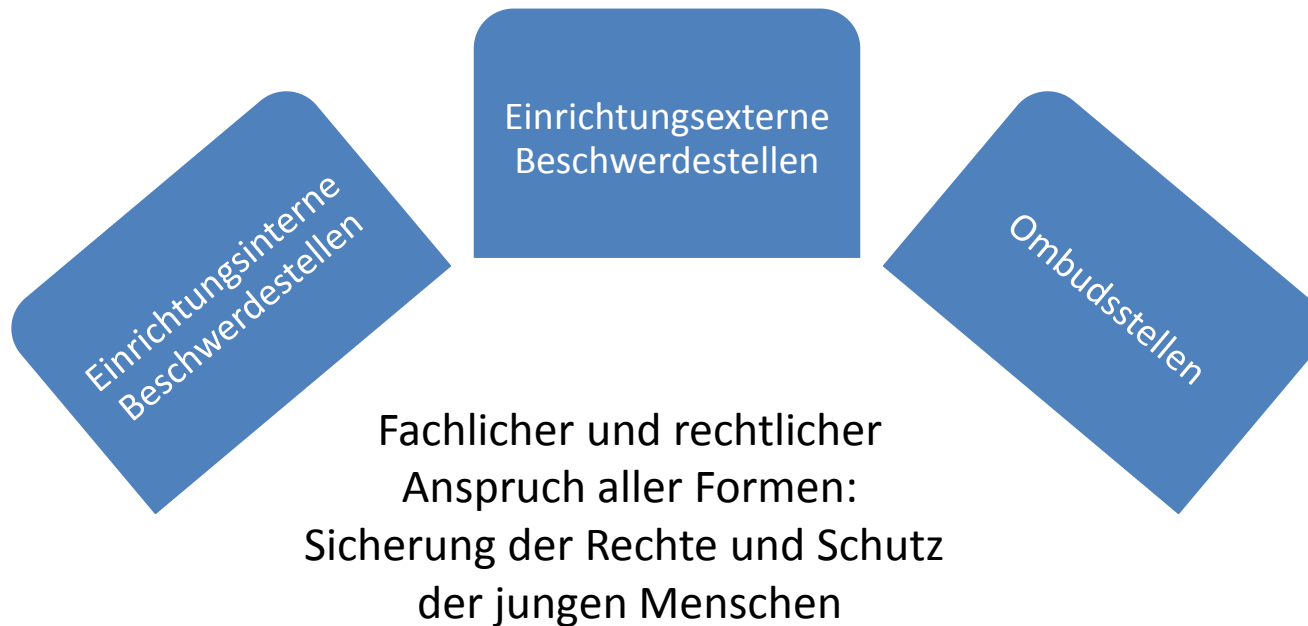 Einrichtungsinterne
Beschwerdestellen
Einrichtungsexterne
Beschwerdestellen
Ombudsstellen
Fachlicher und rechtlicher
Anspruch aller Formen:
Sicherung der Rechte und Schutz
der jungen Menschen